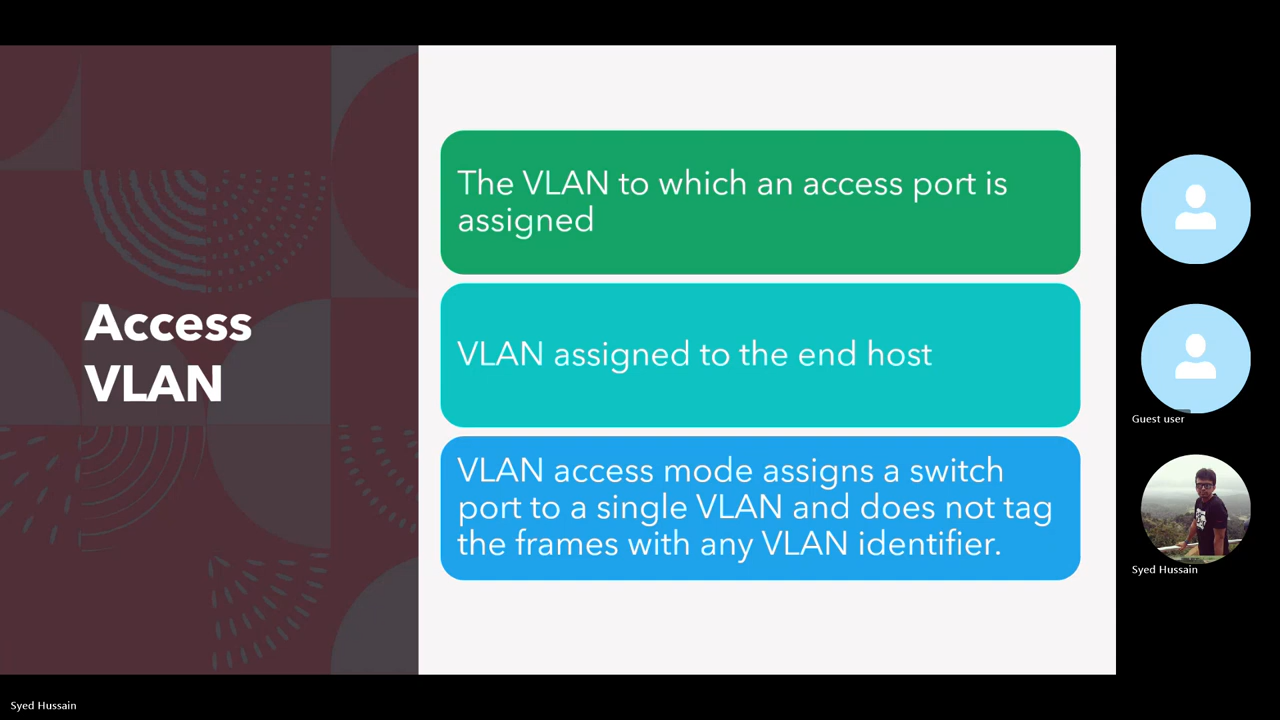 Access
VLAN
The VLAN to which an access port is
assigned
VLAN assigned to the end host
VLAN access mode assigns a switch
port to a single VLAN and does not tag
the frames with any VLAN identifier.
Guest user
Syed Hussain
Syed Hussain